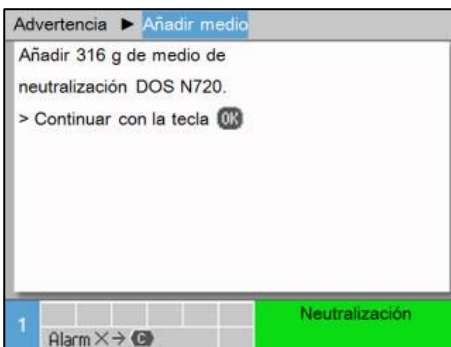 Advertencia ► Añadir medio
Añadir 316 g de medio de
neutralización DOS N720.
> Continuar con la tecla OK
1
Neutralización
Alarm X→ C